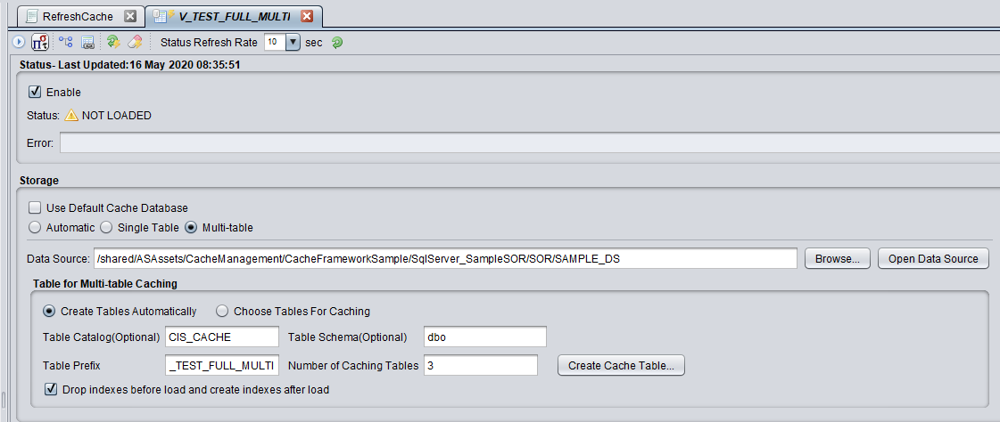 RefreshCache V_TEST_FULL_MULTI
Status Refresh Rate 10 sec
Status- Last Updated:16 May 2020 08:35:51
Enable
Status: NOT LOADED
Error:
Storage
Use Default Cache Database
Automatic Single Table Multi-table
Data Source: /shared/ASAssets/CacheManagement/CacheFrameworkSample/SqlServer_SampleSOR/SOR/SAMPLE_DS Browse... Open Data Source
Table for Multi-table Caching
Create Tables Automatically Choose Tables For Caching
Table Catalog(Optional) CIS_CACHE Table Schema(Optional) dbo
Table Prefix _TEST_FULL_MULTI Number of Caching Tables 3 Create Cache Table...
Drop indexes before load and create indexes after load